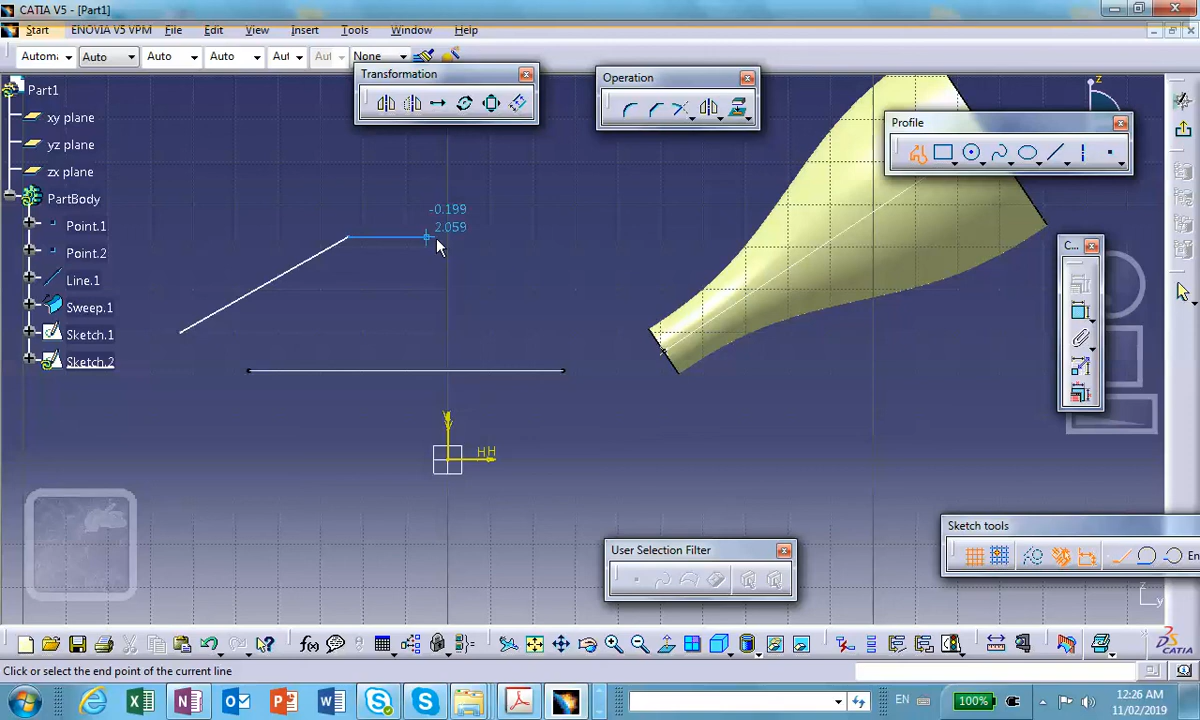 CATIA V5 - [Part1]
Start ENOVIA V5 VPM File Edit View Insert Tools Window Help
Autom Auto Auto Auto Aut Aut None
Transformation
Operation
Profile
C...
Part1
xy plane
yz plane
zx plane
PartBody
Point.1
Point.2
Line.1
Sweep.1
Sketch.1
Sketch.2
-0.199
2.059
z
V
HH
User Selection Filter
Sketch tools
En
z
y
f(x)
CATIA
Click or select the end point of the current line
EN 100% 12:26 AM
11/02/2019